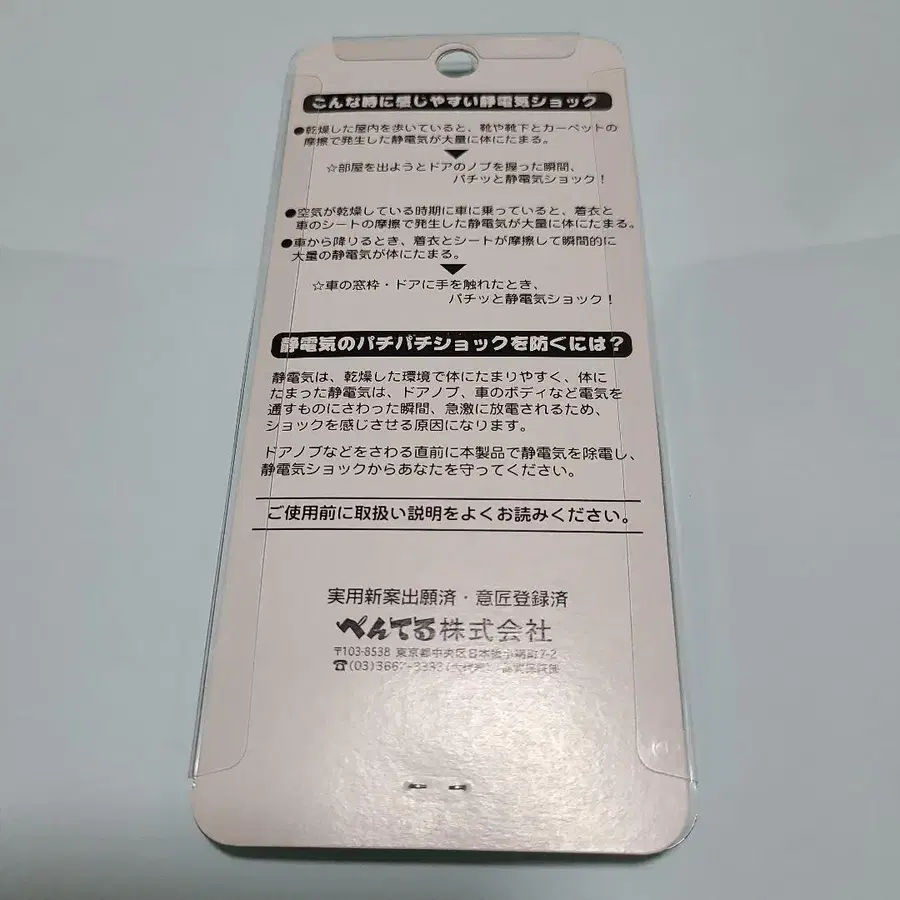 こんな時に感じやすい静電気ショック
●乾燥した屋内を歩いていると、靴や靴下とカーペットの
摩擦で発生した静電気が大量に体にたまる。
☆部屋を出ようとドアのノブを握った瞬間、
パチッと静電気ショック！
●空気が乾燥している時期に車に乗っていると、着衣と
車のシートの摩擦で発生した静電気が大量に体にたまる。
●車から降りるとき、着衣とシートが摩擦して瞬間的に
大量の静電気が体にたまる。
☆車の窓枠・ドアに手を触れたとき、
パチッと静電気ショック！
静電気のパチパチショックを防ぐには？
静電気は、乾燥した環境で体にたまりやすく、体に
たまった静電気は、ドアノブ、車のボディなど電気を
通すものにさわった瞬間、急激に放電されるため、
ショックを感じさせる原因になります。
ドアノブなどをさわる直前に本製品で静電気を除電し、
静電気ショックからあなたを守ってください。
ご使用前に取扱い説明をよくお読みください。
実用新案出願済・意匠登録済
ぺんてる株式会社
〒103-8538 東京都中央区日本橋小網町7-2
☎(03)3667-3333